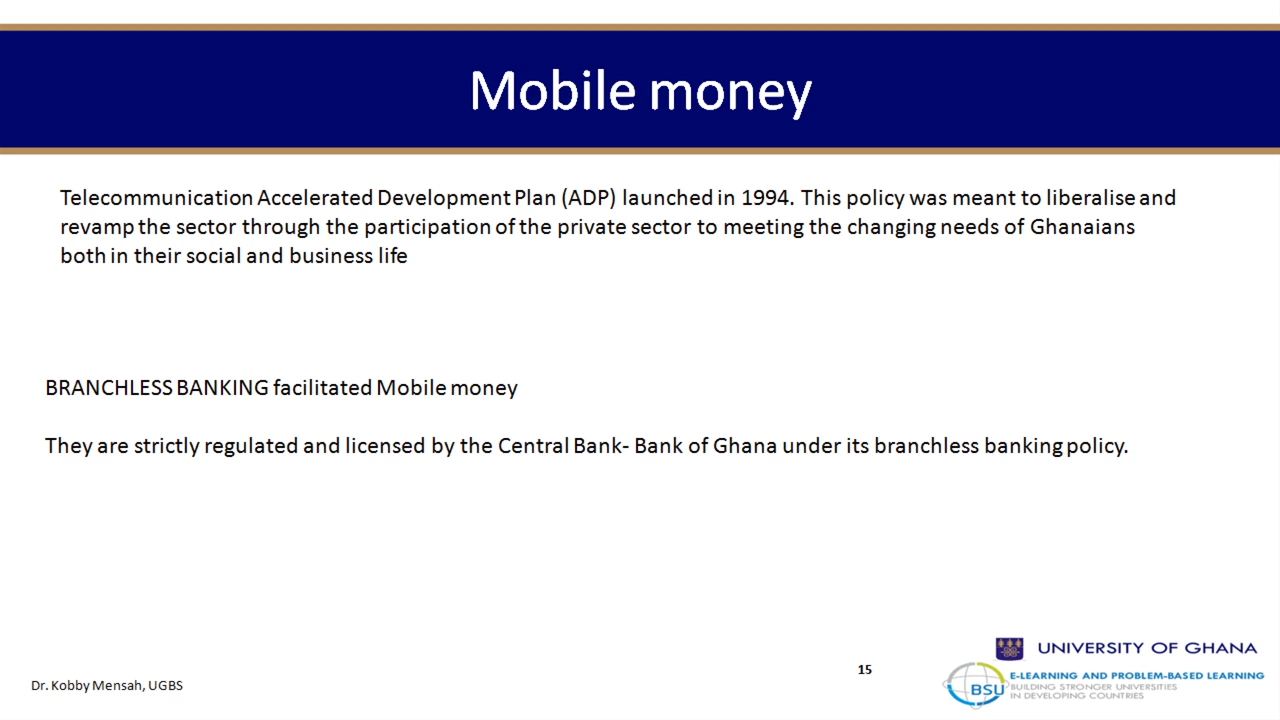 Mobile money
Telecommunication Accelerated Development Plan (ADP) launched in 1994. This policy was meant to liberalise and
revamp the sector through the participation of the private sector to meeting the changing needs of Ghanaians
both in their social and business life
BRANCHLESS BANKING facilitated Mobile money
They are strictly regulated and licensed by the Central Bank- Bank of Ghana under its branchless banking policy.
Dr. Kobby Mensah, UGBS
15
UNIVERSITY OF GHANA
BSU
E-LEARNING AND PROBLEM-BASED LEARNING
BUILDING STRONGER UNIVERSITIES
IN DEVELOPING COUNTRIES